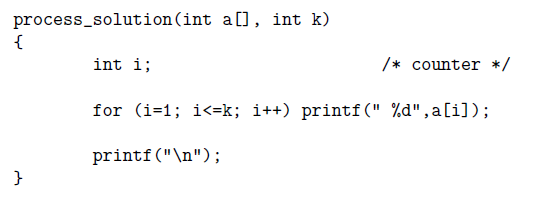 process_solution(int a[], int k)
{
int i; /* counter */
for (i=1; i<=k; i++) printf(" %d",a[i]);
printf("\n");
}